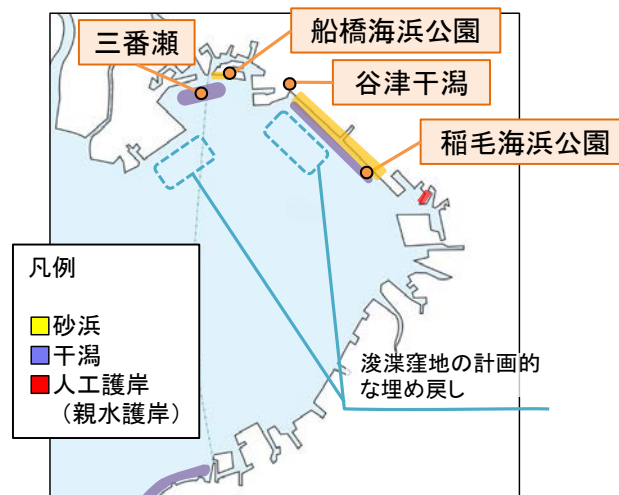 三番瀬
船橋海浜公園
谷津干潟
稲毛海浜公園
凡例
砂浜
干潟
人工護岸
（親水護岸）
浚渫窪地の計画的
な埋め戻し